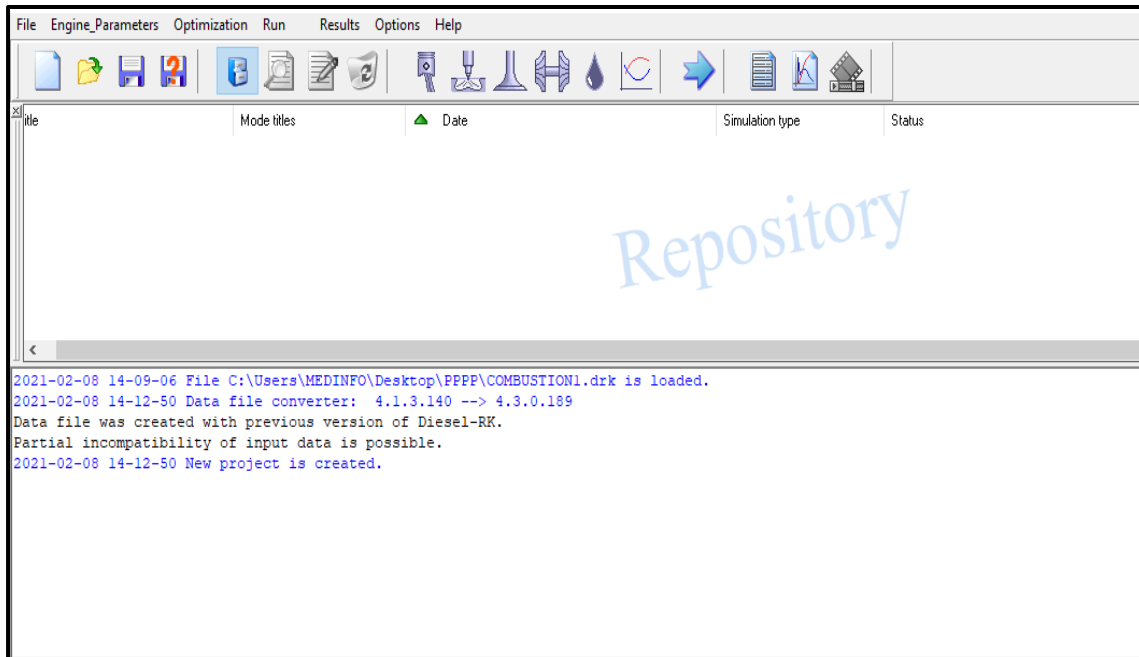 File Engine_Parameters Optimization Run Results Options Help
itle Mode titles Date Simulation type Status
Repository
2021-02-08 14-09-06 File C:\Users\MEDINFO\Desktop\PPPP\COMBUSTION1.drk is loaded.
2021-02-08 14-12-50 Data file converter: 4.1.3.140 --> 4.3.0.189
Data file was created with previous version of Diesel-RK.
Partial incompatibility of input data is possible.
2021-02-08 14-12-50 New project is created.